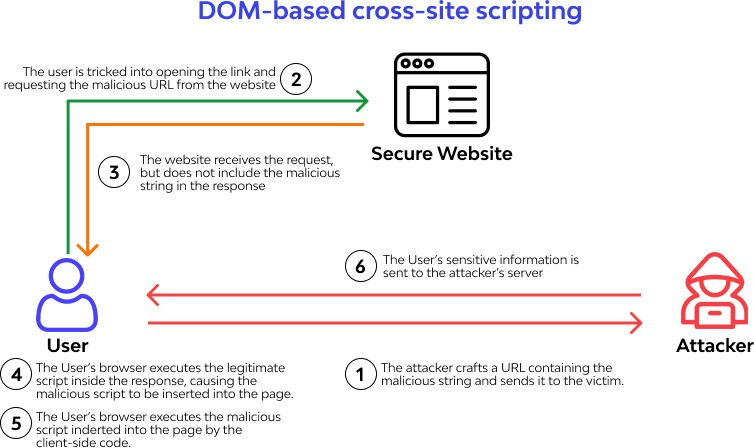 DOM-based cross-site scripting
The user is tricked into opening the link and
requesting the malicious URL from the website
2
Secure Website
3
The website receives the request,
but does not include the malicious
string in the response
6
The User's sensitive information is
sent to the attacker's server
User
Attacker
4
The User's browser executes the legitimate
script inside the response, causing the
malicious script to be inserted into the page.
1
The attacker crafts a URL containing the
malicious string and sends it to the victim.
5
The User's browser executes the malicious
script inderted into the page by the
client-side code.